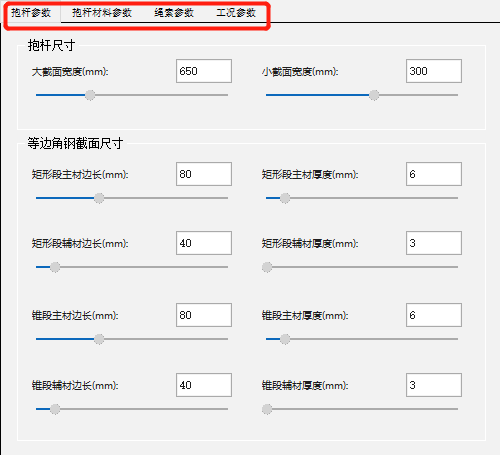 抱杆参数 抱杆材料参数 绳索参数 工况参数
抱杆尺寸
大截面宽度(mm): 650 小截面宽度(mm): 300
等边角钢截面尺寸
矩形段主材边长(mm): 80 矩形段主材厚度(mm): 6
矩形段辅材边长(mm): 40 矩形段辅材厚度(mm): 3
锥段主材边长(mm): 80 锥段主材厚度(mm): 6
锥段辅材边长(mm): 40 锥段辅材厚度(mm): 3